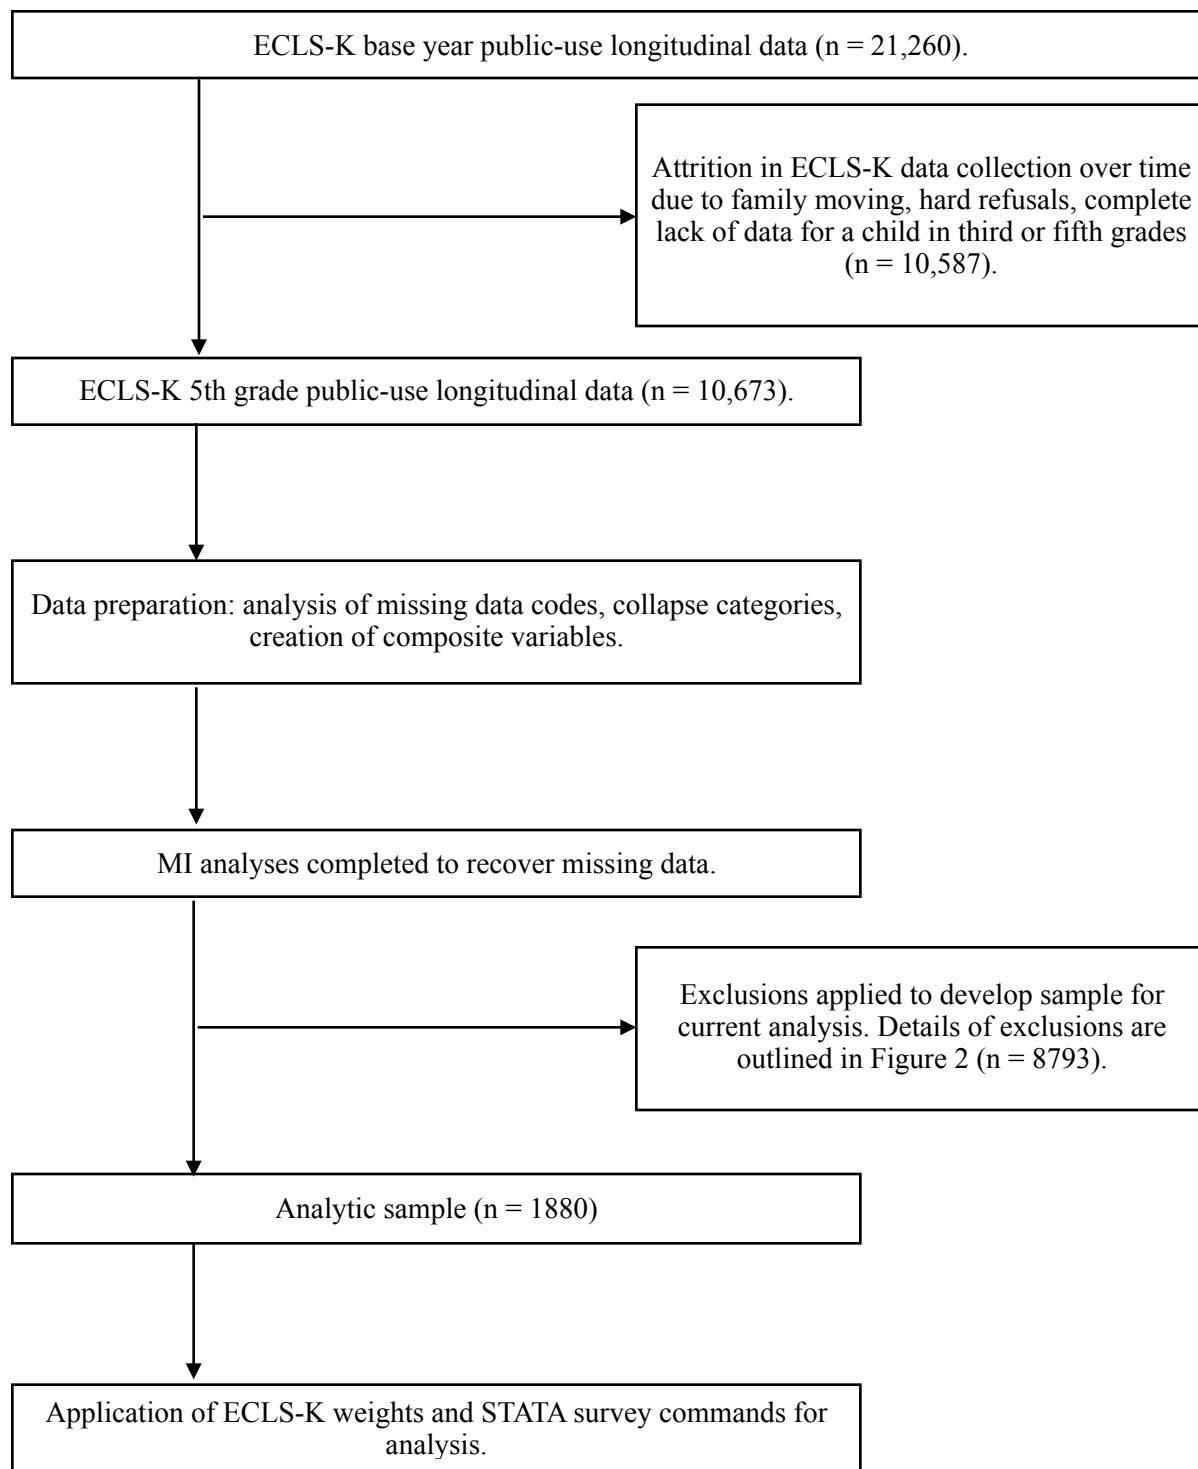 ECLS-K base year public-use longitudinal data (n = 21,260).
Attrition in ECLS-K data collection over time
due to family moving, hard refusals, complete
lack of data for a child in third or fifth grades
(n = 10,587).
ECLS-K 5th grade public-use longitudinal data (n = 10,673).
Data preparation: analysis of missing data codes, collapse categories,
creation of composite variables.
MI analyses completed to recover missing data.
Exclusions applied to develop sample for
current analysis. Details of exclusions are
outlined in Figure 2 (n = 8793).
Analytic sample (n = 1880)
Application of ECLS-K weights and STATA survey commands for
analysis.